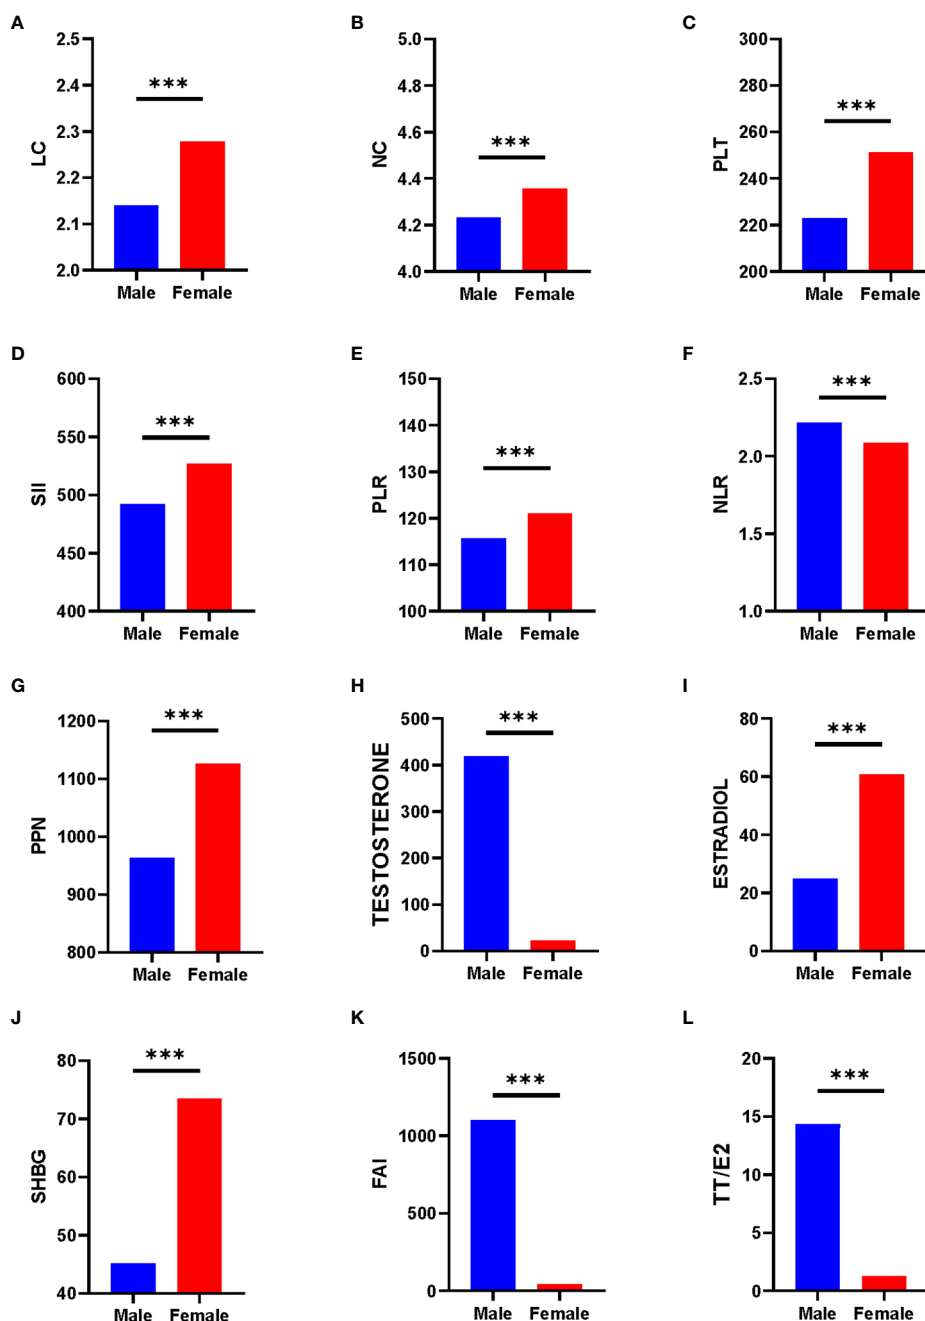 A
LC
2.5
2.4
2.3
2.2
2.1
2.0
***
Male Female
B
NC
5.0
4.8
4.6
4.4
4.2
4.0
***
Male Female
C
PLT
300
280
260
240
220
200
***
Male Female
D
SII
600
550
500
450
400
***
Male Female
E
PLR
150
140
130
120
110
100
***
Male Female
F
NLR
2.5
2.0
1.5
1.0
***
Male Female
G
PPN
1200
1100
1000
900
800
***
Male Female
H
TESTOSTERONE
500
400
300
200
100
0
***
Male Female
I
ESTRADIOL
80
60
40
20
0
***
Male Female
J
SHBG
80
70
60
50
40
***
Male Female
K
FAI
1500
1000
500
0
***
Male Female
L
TT/E2
20
15
10
5
0
***
Male Female